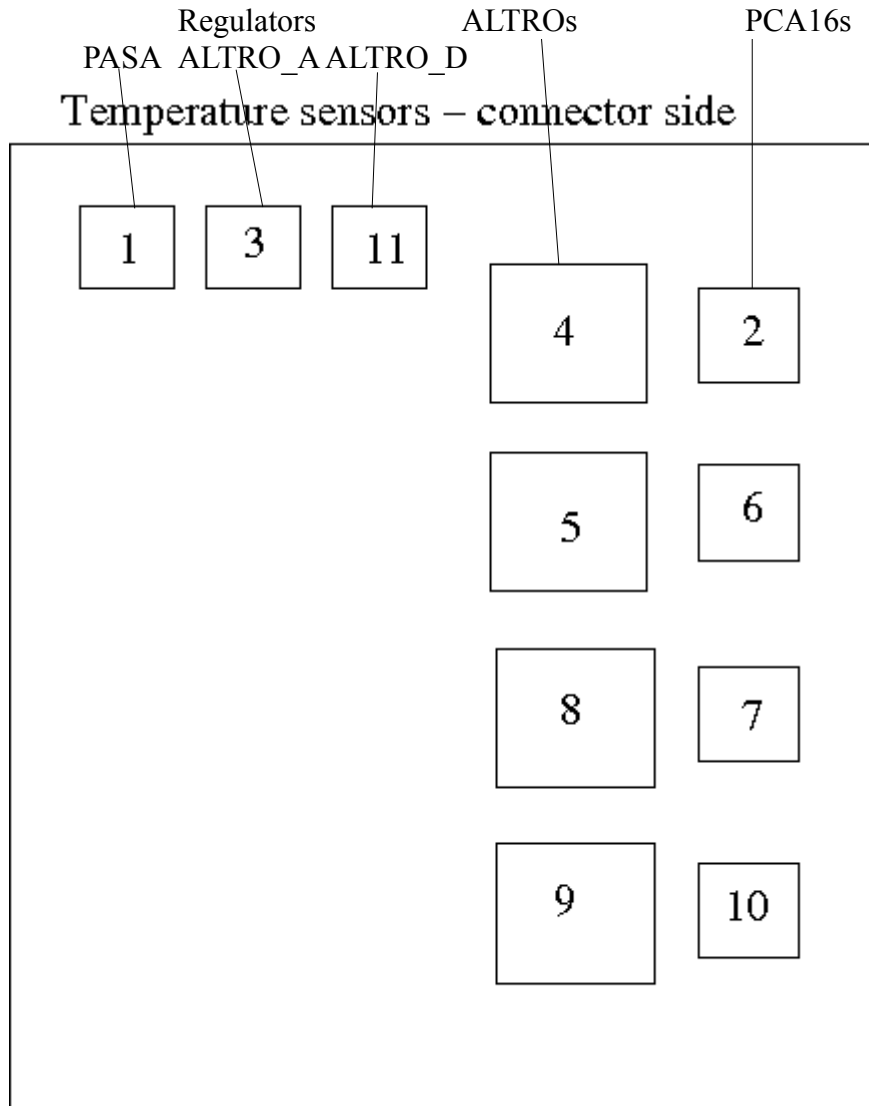 Regulators ALTROs PCA16s
PASA ALTRO_A ALTRO_D
Temperature sensors – connector side
1 3 11
4 2
5 6
8 7
9 10